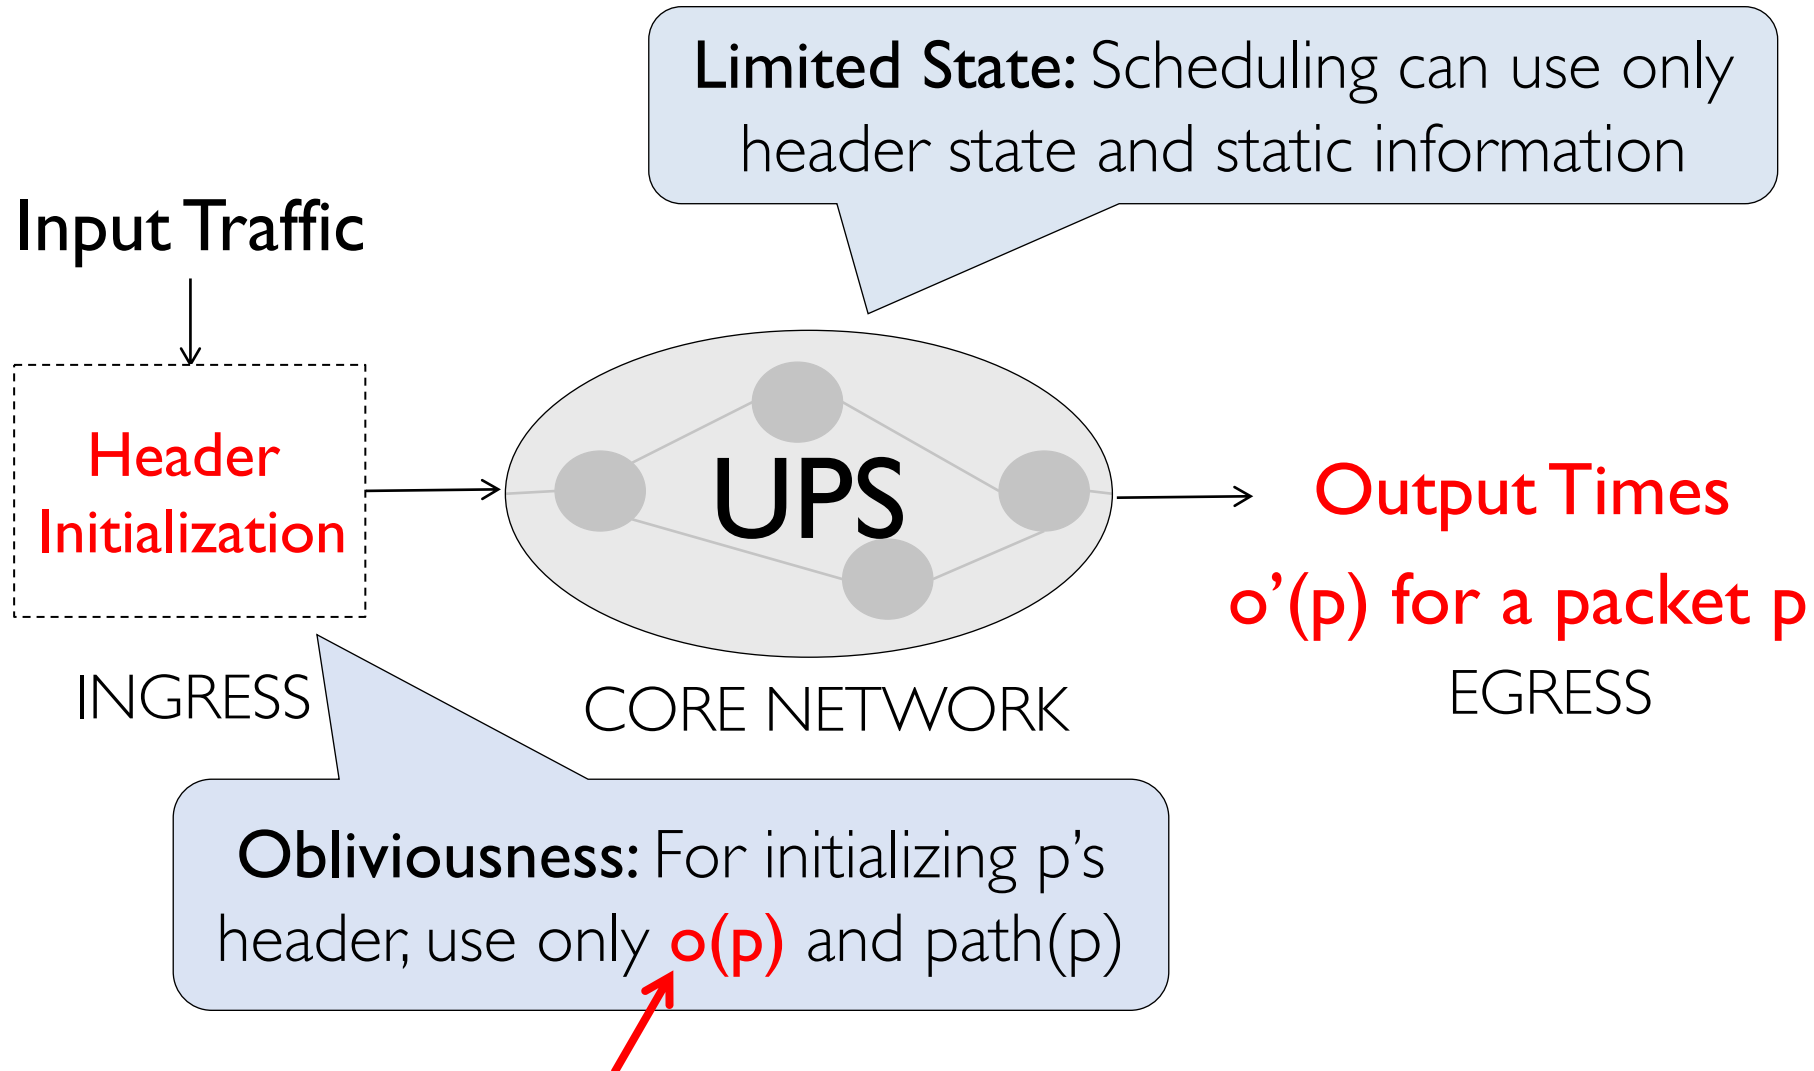 Limited State: Scheduling can use only
header state and static information
Input Traffic
Header
Initialization
UPS
Output Times
o’(p) for a packet p
INGRESS
CORE NETWORK
EGRESS
Obliviousness: For initializing p’s
header, use only o(p) and path(p)